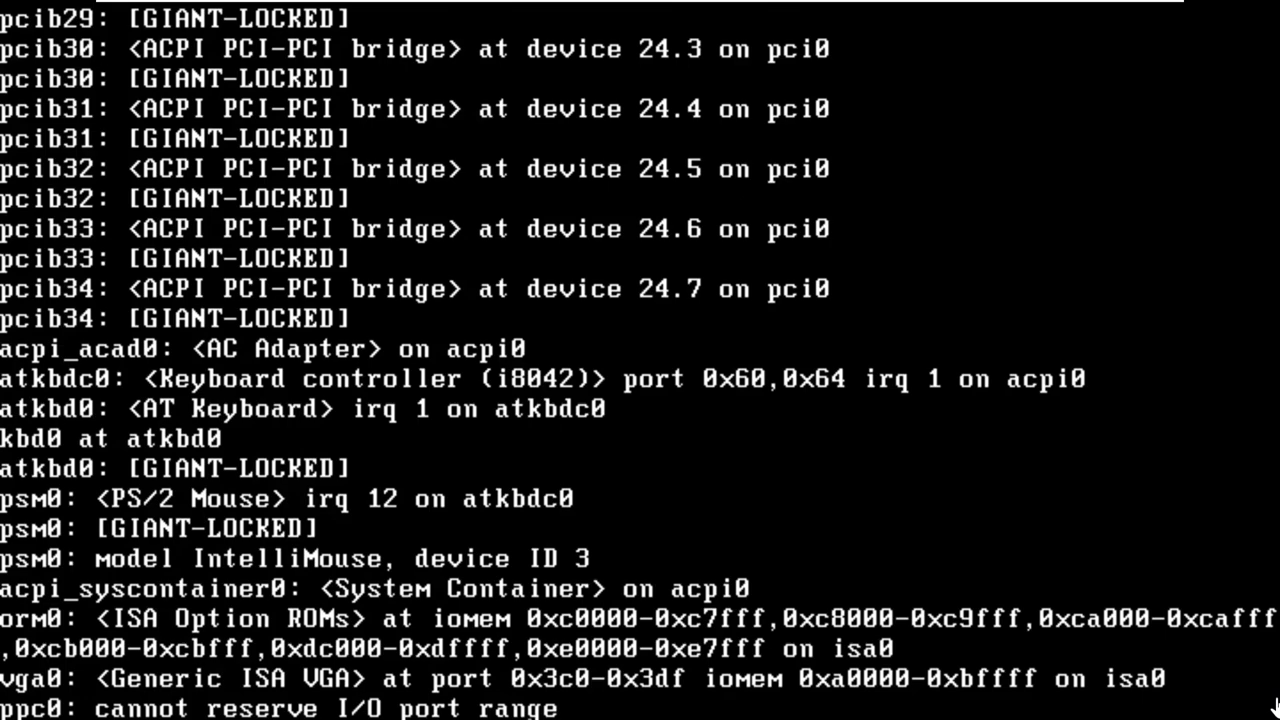 pcib29: [GIANT-LOCKED]
pcib30: <ACPI PCI-PCI bridge> at device 24.3 on pci0
pcib30: [GIANT-LOCKED]
pcib31: <ACPI PCI-PCI bridge> at device 24.4 on pci0
pcib31: [GIANT-LOCKED]
pcib32: <ACPI PCI-PCI bridge> at device 24.5 on pci0
pcib32: [GIANT-LOCKED]
pcib33: <ACPI PCI-PCI bridge> at device 24.6 on pci0
pcib33: [GIANT-LOCKED]
pcib34: <ACPI PCI-PCI bridge> at device 24.7 on pci0
pcib34: [GIANT-LOCKED]
acpi_acad0: <AC Adapter> on acpi0
atkbdc0: <Keyboard controller (i8042)> port 0x60,0x64 irq 1 on acpi0
atkbd0: <AT Keyboard> irq 1 on atkbdc0
kbd0 at atkbd0
atkbd0: [GIANT-LOCKED]
psm0: <PS/2 Mouse> irq 12 on atkbdc0
psm0: [GIANT-LOCKED]
psm0: model IntelliMouse, device ID 3
acpi_syscontainer0: <System Container> on acpi0
orm0: <ISA Option ROMs> at iomem 0xc0000-0xc7fff,0xc8000-0xc9fff,0xca000-0xcafff
,0xcb000-0xcbfff,0xdc000-0xdffff,0xe0000-0xe7fff on isa0
vga0: <Generic ISA VGA> at port 0x3c0-0x3df iomem 0xa0000-0xbffff on isa0
ppc0: cannot reserve I/O port range